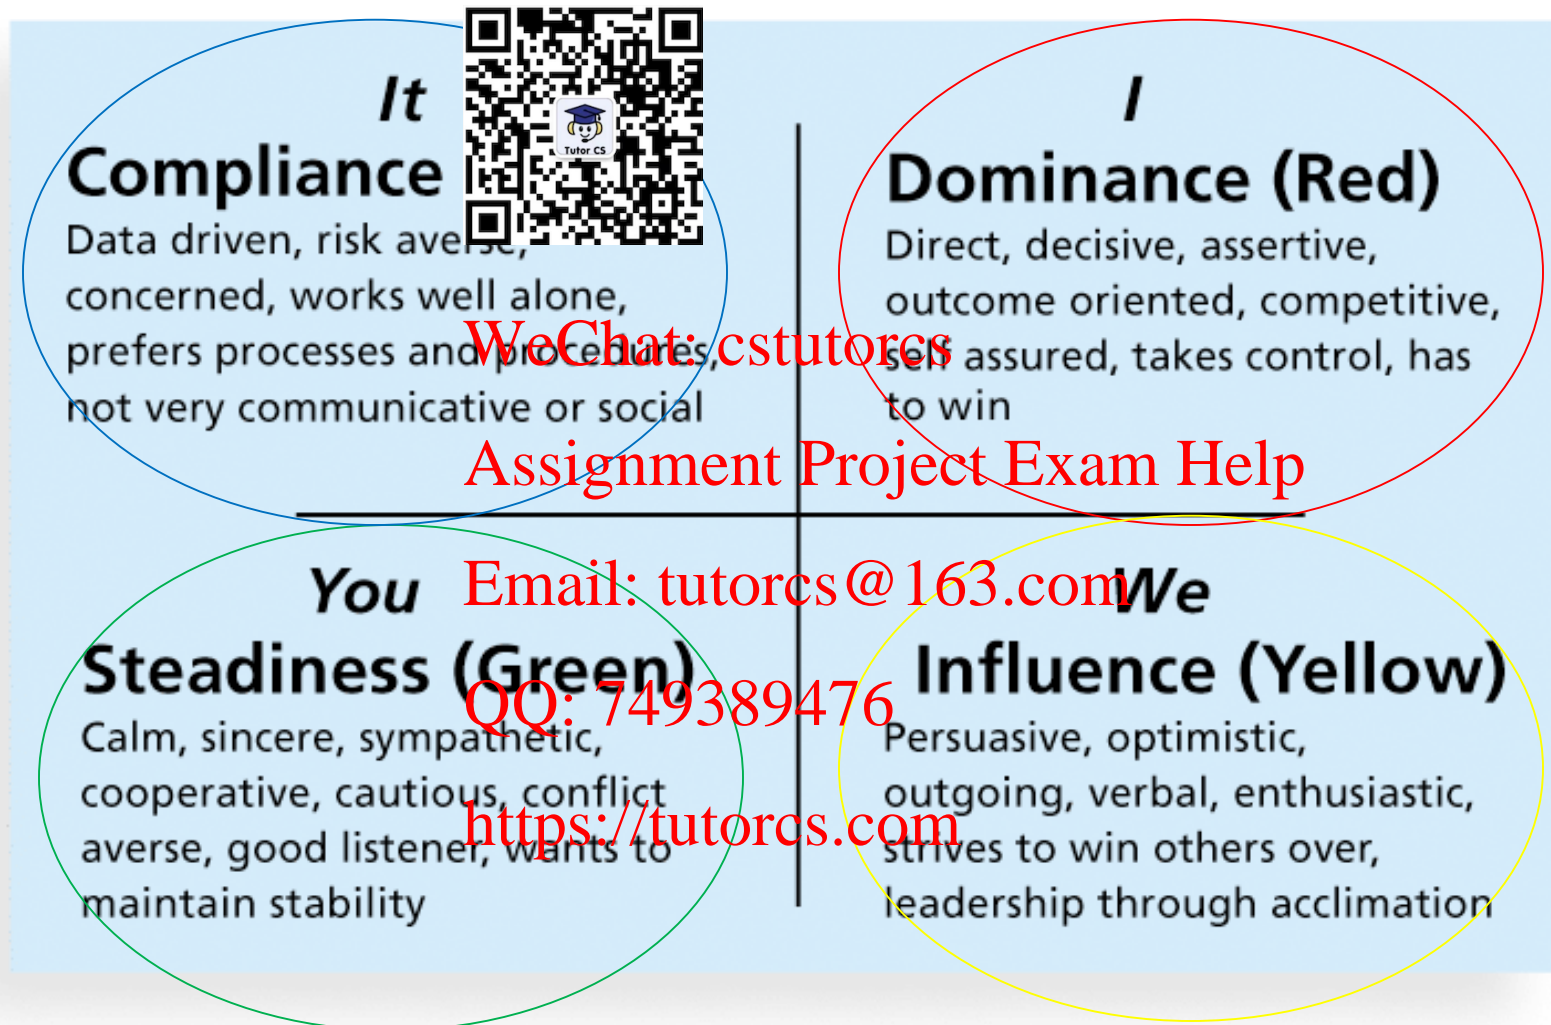 It
Compliance
Data driven, risk averse,
concerned, works well alone,
prefers processes and procedures,
not very communicative or social
Tutor CS
I
Dominance (Red)
Direct, decisive, assertive,
outcome oriented, competitive,
self assured, takes control, has
to win
WeChat: cstutorcs
Assignment Project Exam Help
Email: tutorcs@163.com
QQ: 749389476
https://tutorcs.com
You
Steadiness (Green)
Calm, sincere, sympathetic,
cooperative, cautious, conflict
averse, good listener, wants to
maintain stability
We
Influence (Yellow)
Persuasive, optimistic,
outgoing, verbal, enthusiastic,
strives to win others over,
leadership through acclimation